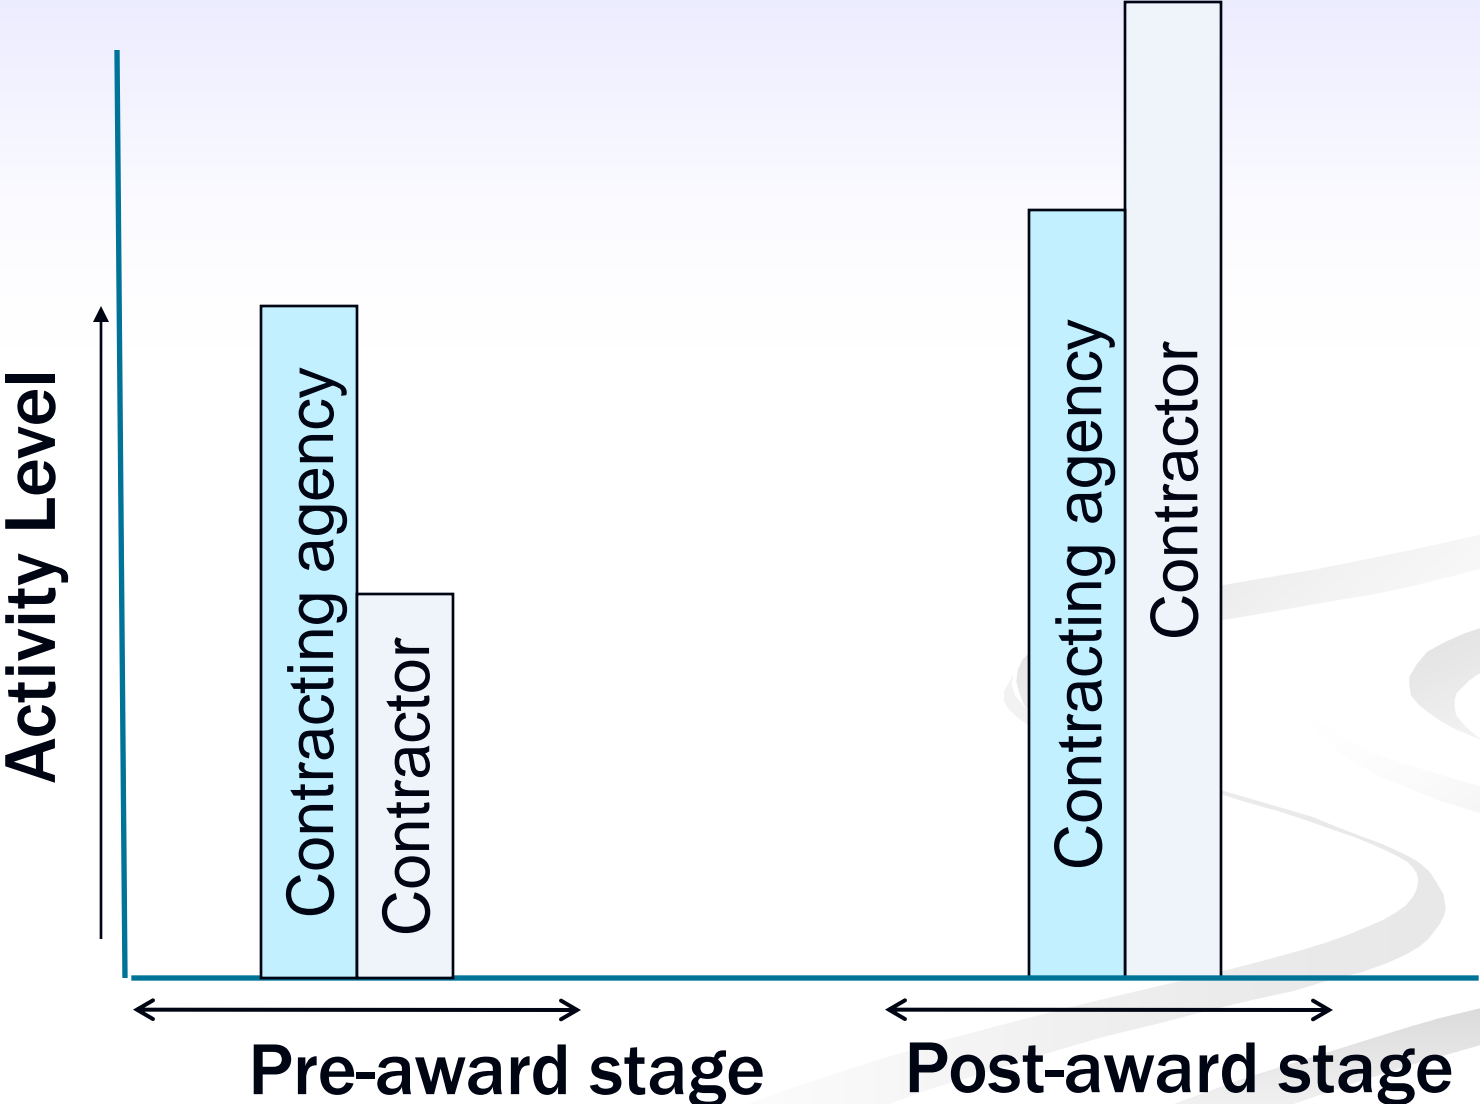 Activity Level
Contracting agency
Contractor
Contracting agency
Contractor
Pre-award stage
Post-award stage